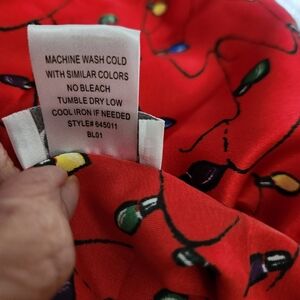 MACHINE WASH COLD
WITH SIMILAR COLORS
NO BLEACH
TUMBLE DRY LOW
COOL IRON IF NEEDED
STYLE# 645011
BL01